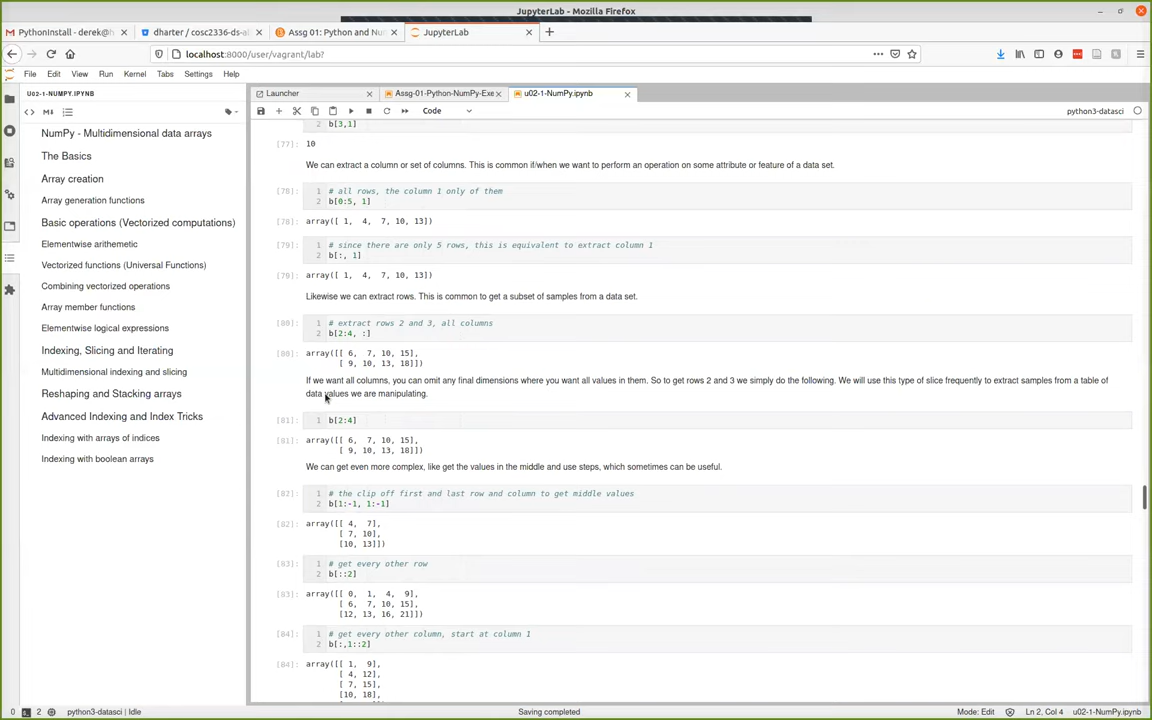 JupyterLab - Mozilla Firefox
PythonInstall - derek@h
dharter / cosc2336-ds-al
Assg 01: Python and Num
JupyterLab
localhost:8000/user/vagrant/lab?
File Edit View Run Kernel Tabs Settings Help
U02-1-NUMPY.IPYNB
Launcher
Assg-01-Python-NumPy-Exe
u02-1-NumPy.ipynb
Code
python3-datasci
NumPy - Multidimensional data arrays
The Basics
Array creation
Array generation functions
Basic operations (Vectorized computations)
Elementwise arithemetic
Vectorized functions (Universal Functions)
Combining vectorized operations
Array member functions
Elementwise logical expressions
Indexing, Slicing and Iterating
Multidimensional indexing and slicing
Reshaping and Stacking arrays
Advanced Indexing and Index Tricks
Indexing with arrays of indices
Indexing with boolean arrays
2 b[3,1]
[77]: 10
We can extract a column or set of columns. This is common if/when we want to perform an operation on some attribute or feature of a data set.
[78]: 1 # all rows, the column 1 only of them
2 b[0:5, 1]
[78]: array([ 1, 4, 7, 10, 13])
[79]: 1 # since there are only 5 rows, this is equivalent to extract column 1
2 b[:, 1]
[79]: array([ 1, 4, 7, 10, 13])
Likewise we can extract rows. This is common to get a subset of samples from a data set.
[80]: 1 # extract rows 2 and 3, all columns
2 b[2:4, :]
[80]: array([[ 6, 7, 10, 15],
[ 9, 10, 13, 18]])
If we want all columns, you can omit any final dimensions where you want all values in them. So to get rows 2 and 3 we simply do the following. We will use this type of slice frequently to extract samples from a table of
data values we are manipulating.
[81]: 1 b[2:4]
[81]: array([[ 6, 7, 10, 15],
[ 9, 10, 13, 18]])
We can get even more complex, like get the values in the middle and use steps, which sometimes can be useful.
[82]: 1 # the clip off first and last row and column to get middle values
2 b[1:-1, 1:-1]
[82]: array([[ 4, 7],
[ 7, 10],
[10, 13]])
[83]: 1 # get every other row
2 b[::2]
[83]: array([[ 0, 1, 4, 9],
[ 6, 7, 10, 15],
[12, 13, 16, 21]])
[84]: 1 # get every other column, start at column 1
2 b[:,1::2]
[84]: array([[ 1, 9],
[ 4, 12],
[ 7, 15],
[10, 18],
0 2 python3-datasci | Idle
Saving completed
Mode: Edit Ln 2, Col 4 u02-1-NumPy.ipynb